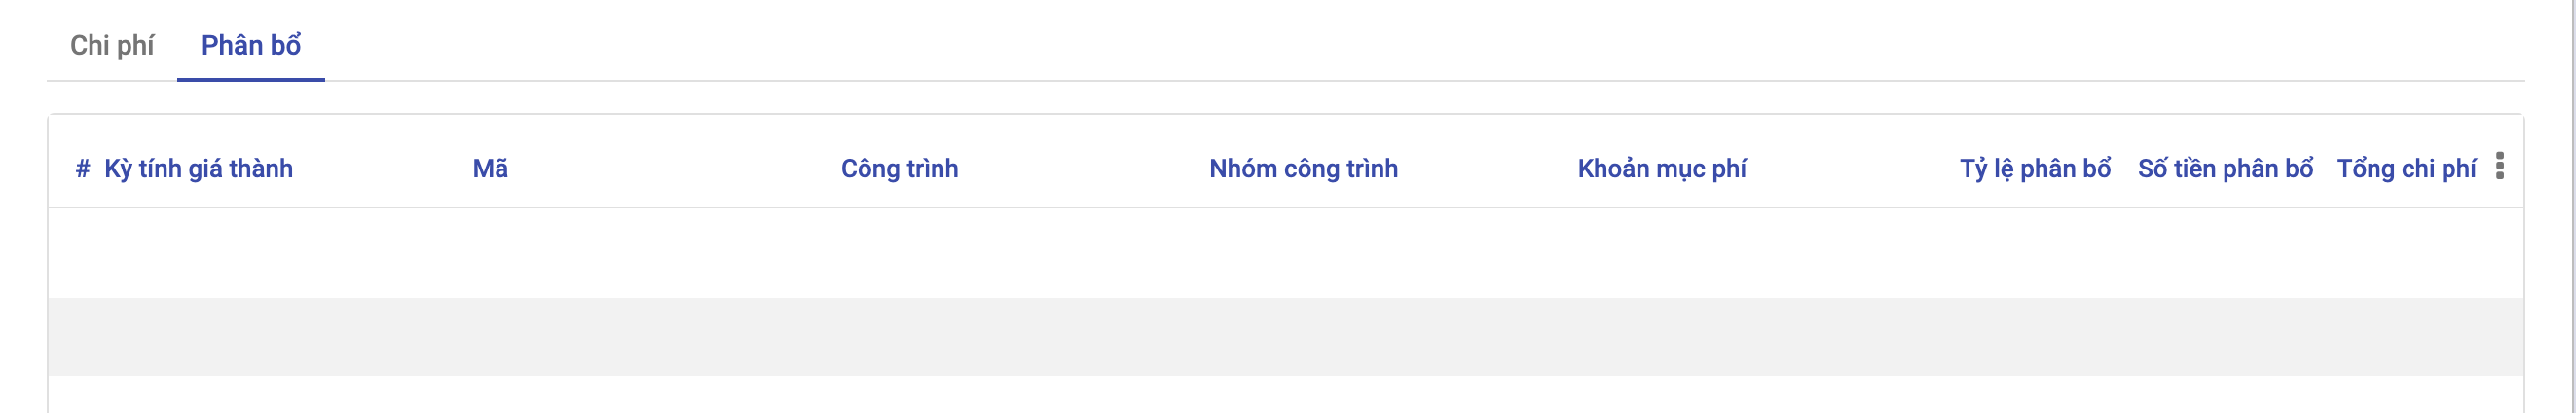 Chi phí Phân bổ
# Kỳ tính giá thành Mã Công trình Nhóm công trình Khoản mục phí Tỷ lệ phân bổ Số tiền phân bổ Tổng chi phí